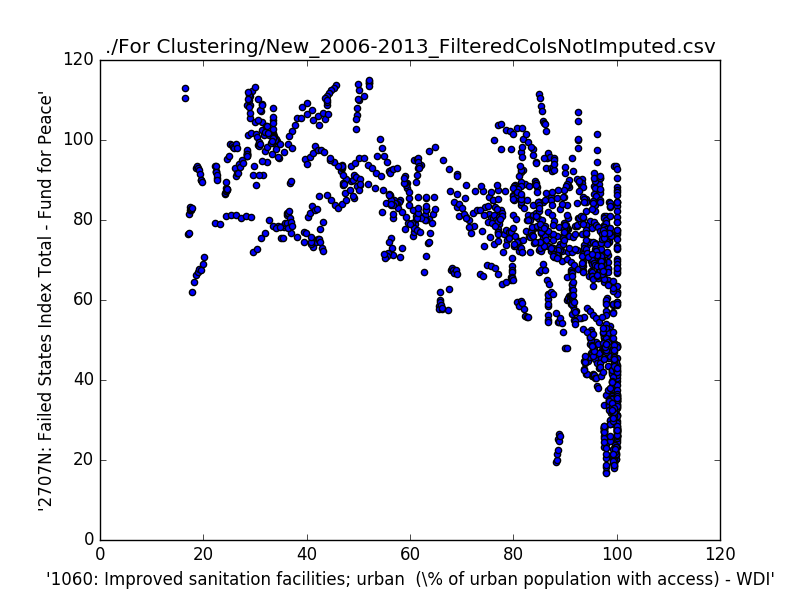 ./For Clustering/New_2006-2013_FilteredColsNotImputed.csv
'2707N: Failed States Index Total - Fund for Peace'
120
100
80
60
40
20
0
0 20 40 60 80 100 120
'1060: Improved sanitation facilities; urban  (\% of urban population with access) - WDI'